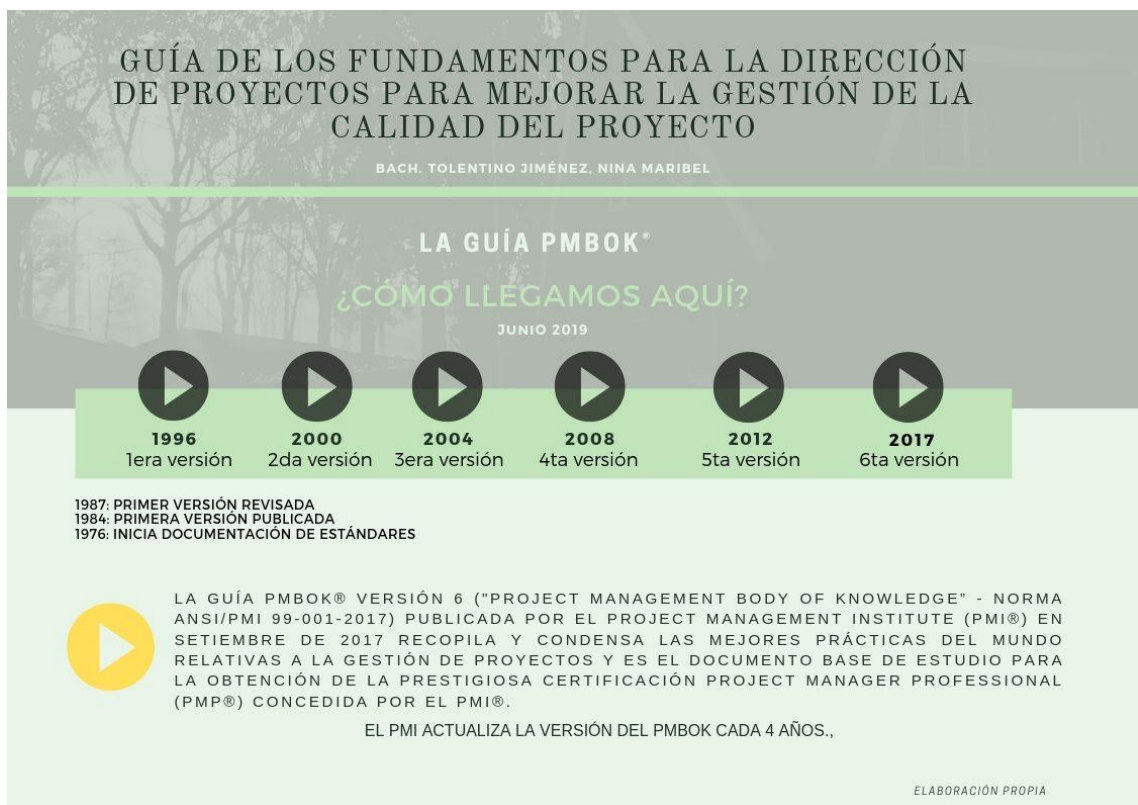 GUÍA DE LOS FUNDAMENTOS PARA LA DIRECCIÓN
DE PROYECTOS PARA MEJORAR LA GESTIÓN DE LA
CALIDAD DEL PROYECTO
BACH. TOLENTINO JIMÉNEZ, NINA MARIBEL
LA GUÍA PMBOK®
¿CÓMO LLEGAMOS AQUÍ?
JUNIO 2019
1996 2000 2004 2008 2012 2017
1era versión 2da versión 3era versión 4ta versión 5ta versión 6ta versión
1987: PRIMER VERSIÓN REVISADA
1984: PRIMERA VERSIÓN PUBLICADA
1976: INICIA DOCUMENTACIÓN DE ESTÁNDARES
LA GUÍA PMBOK® VERSIÓN 6 ("PROJECT MANAGEMENT BODY OF KNOWLEDGE" - NORMA
ANSI/PMI 99-001-2017) PUBLICADA POR EL PROJECT MANAGEMENT INSTITUTE (PMI®) EN
SETIEMBRE DE 2017 RECOPILA Y CONDENSA LAS MEJORES PRÁCTICAS DEL MUNDO
RELATIVAS A LA GESTIÓN DE PROYECTOS Y ES EL DOCUMENTO BASE DE ESTUDIO PARA
LA OBTENCIÓN DE LA PRESTIGIOSA CERTIFICACIÓN PROJECT MANAGER PROFESSIONAL
(PMP®) CONCEDIDA POR EL PMI®.
EL PMI ACTUALIZA LA VERSIÓN DEL PMBOK CADA 4 AÑOS.,
ELABORACIÓN PROPIA